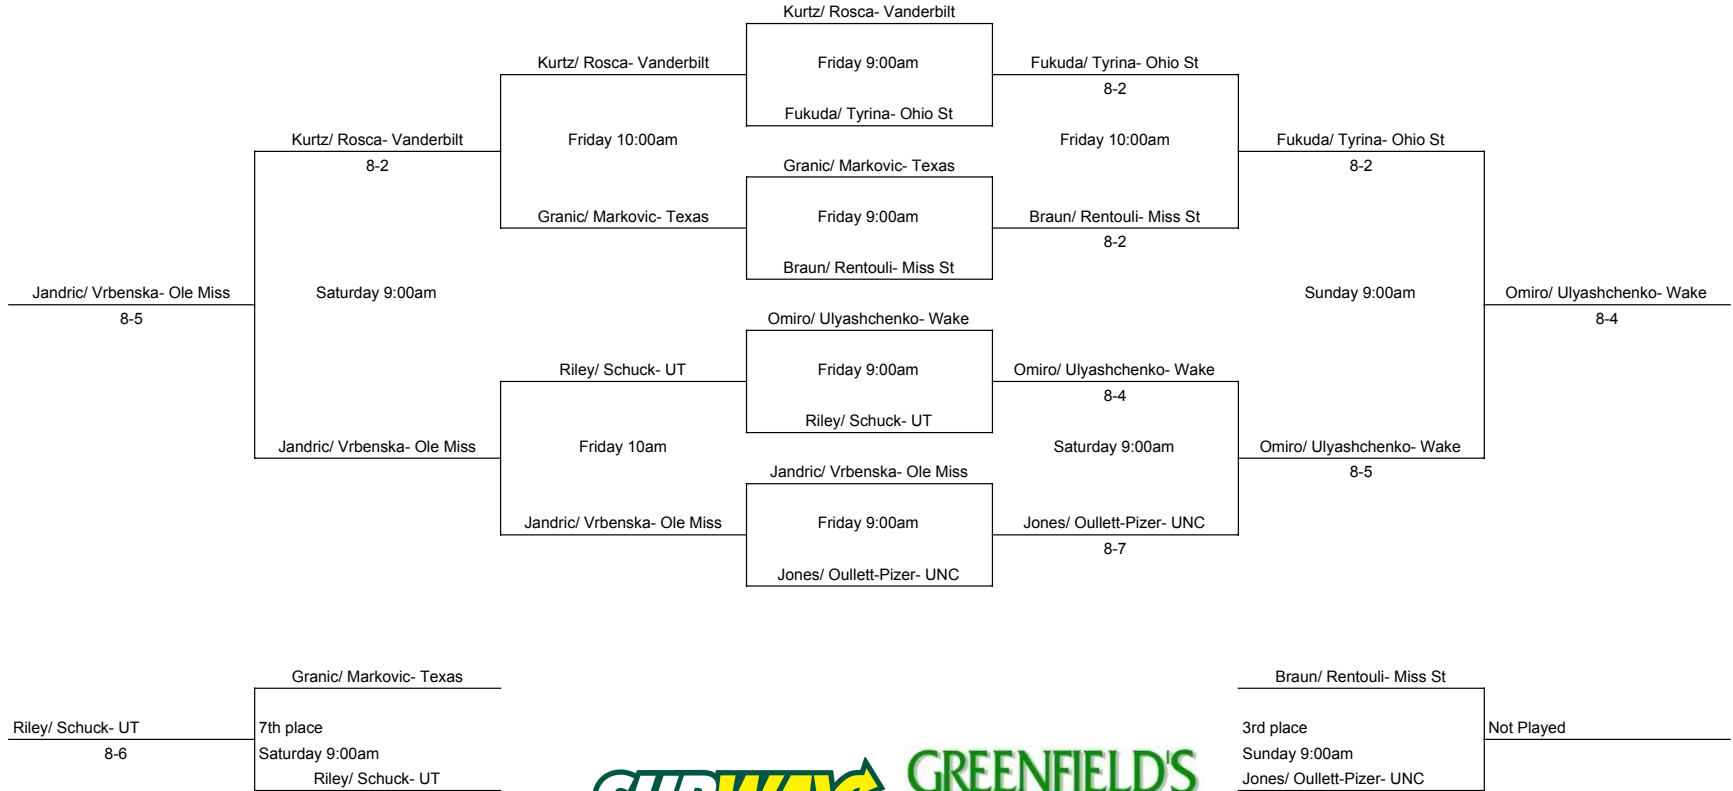 Kurtz/ Rosca- Vanderbilt
Kurtz/ Rosca- Vanderbilt Friday 9:00am Fukuda/ Tyrina- Ohio St
8-2
Fukuda/ Tyrina- Ohio St
Kurtz/ Rosca- Vanderbilt Friday 10:00am Friday 10:00am Fukuda/ Tyrina- Ohio St
8-2 Granic/ Markovic- Texas 8-2
Granic/ Markovic- Texas Friday 9:00am Braun/ Rentouli- Miss St
8-2
Braun/ Rentouli- Miss St
Jandric/ Vrbenska- Ole Miss Saturday 9:00am Sunday 9:00am Omiro/ Ulyashchenko- Wake
8-5 Omiro/ Ulyashchenko- Wake 8-4
Riley/ Schuck- UT Friday 9:00am Omiro/ Ulyashchenko- Wake
8-4
Riley/ Schuck- UT
Jandric/ Vrbenska- Ole Miss Friday 10am Saturday 9:00am Omiro/ Ulyashchenko- Wake
Jandric/ Vrbenska- Ole Miss 8-5
Jandric/ Vrbenska- Ole Miss Friday 9:00am Jones/ Oullett-Pizer- UNC
8-7
Jones/ Oullett-Pizer- UNC
Granic/ Markovic- Texas Braun/ Rentouli- Miss St
Riley/ Schuck- UT 7th place 3rd place Not Played
8-6 Saturday 9:00am Sunday 9:00am
Riley/ Schuck- UT Jones/ Oullett-Pizer- UNC
SUBWAY GREENFIELD'S